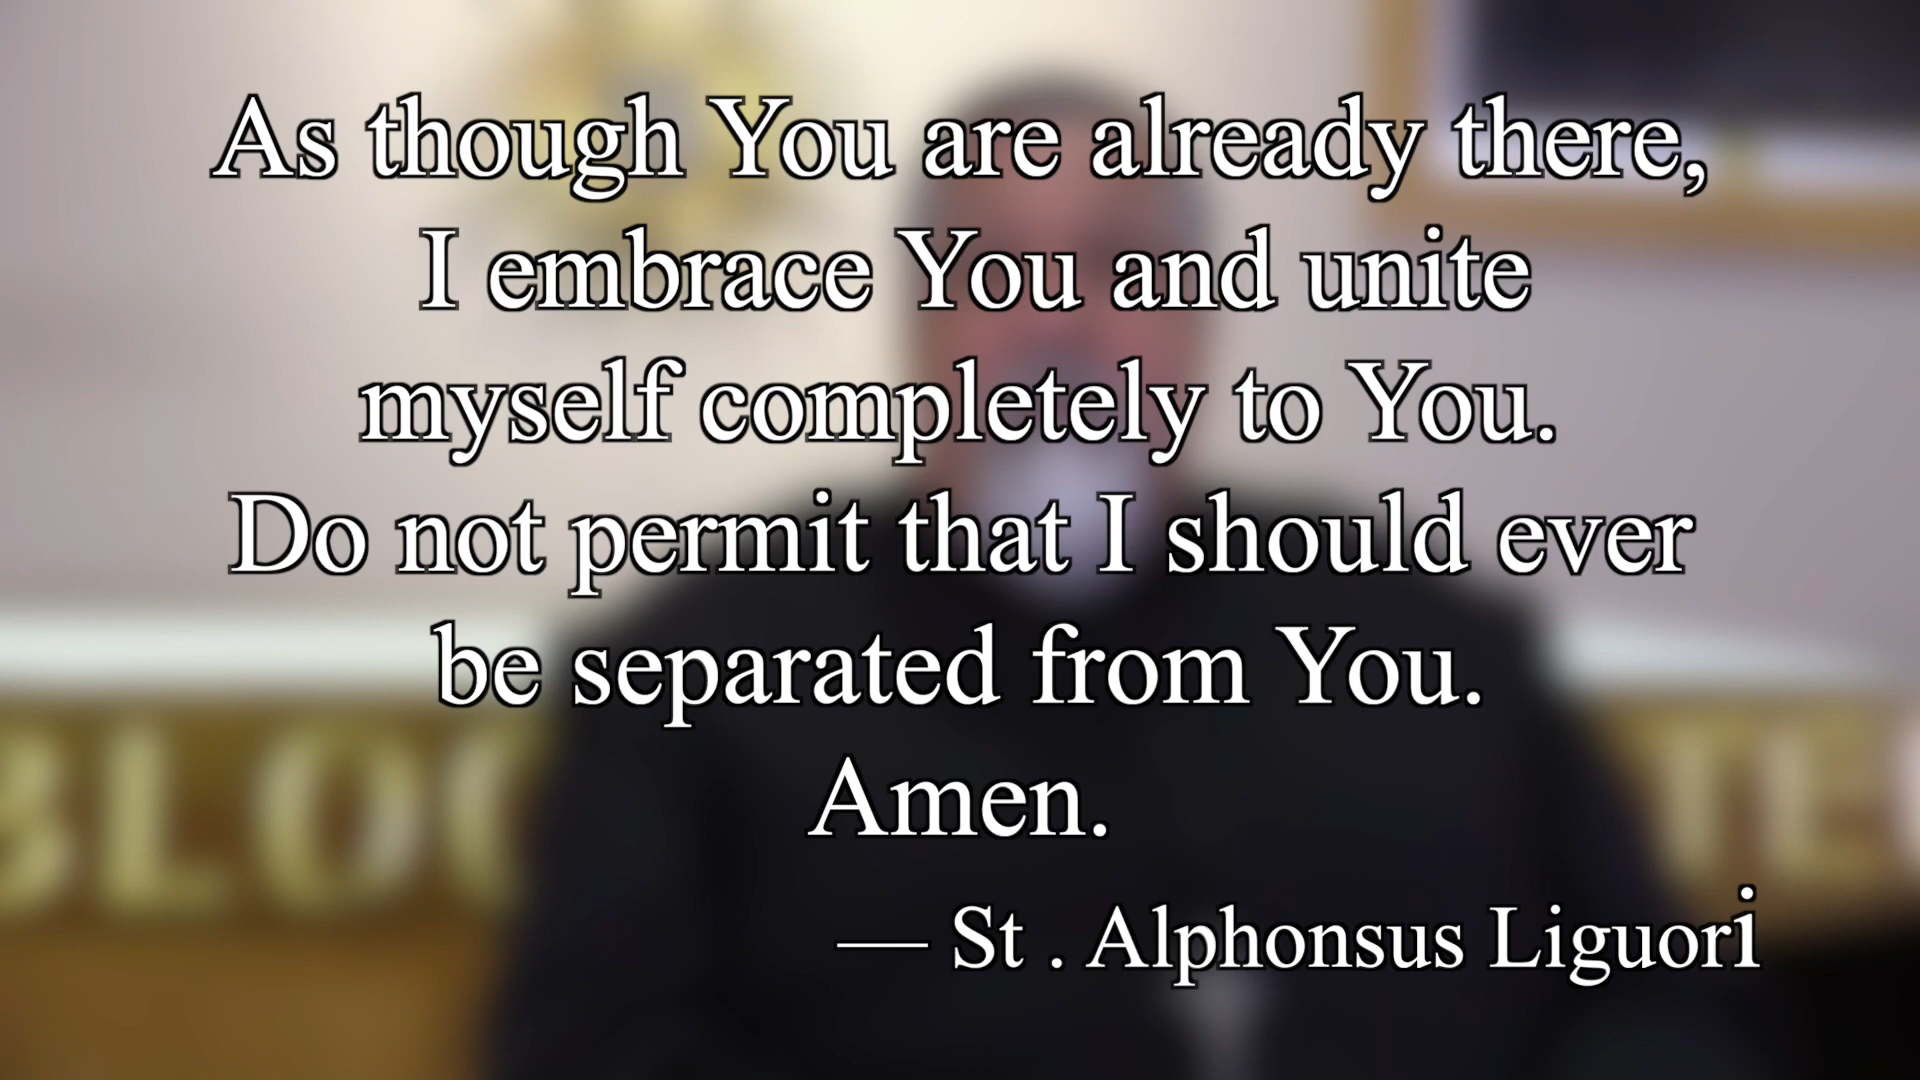 As though You are already there,
I embrace You and unite
myself completely to You.
Do not permit that I should ever
be separated from You.
Amen.
— St . Alphonsus Liguori